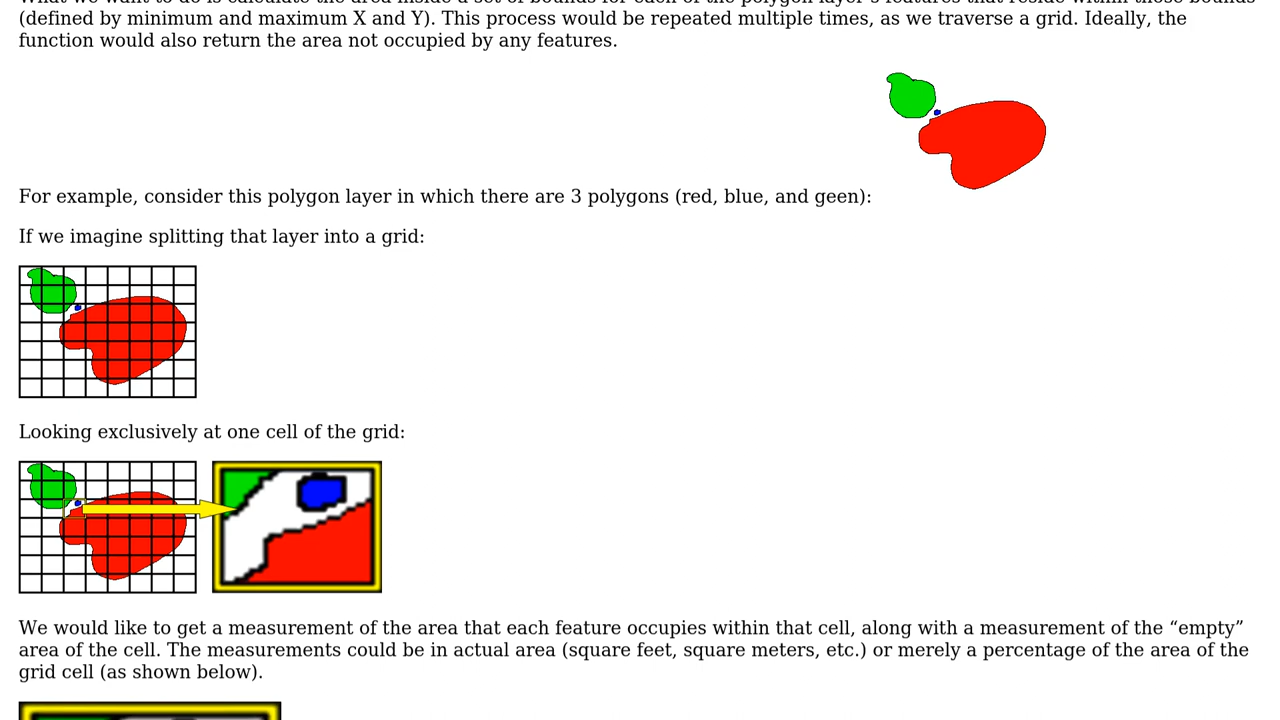 (defined by minimum and maximum X and Y). This process would be repeated multiple times, as we traverse a grid. Ideally, the
function would also return the area not occupied by any features.
For example, consider this polygon layer in which there are 3 polygons (red, blue, and geen):
If we imagine splitting that layer into a grid:
Looking exclusively at one cell of the grid:
We would like to get a measurement of the area that each feature occupies within that cell, along with a measurement of the “empty”
area of the cell. The measurements could be in actual area (square feet, square meters, etc.) or merely a percentage of the area of the
grid cell (as shown below).